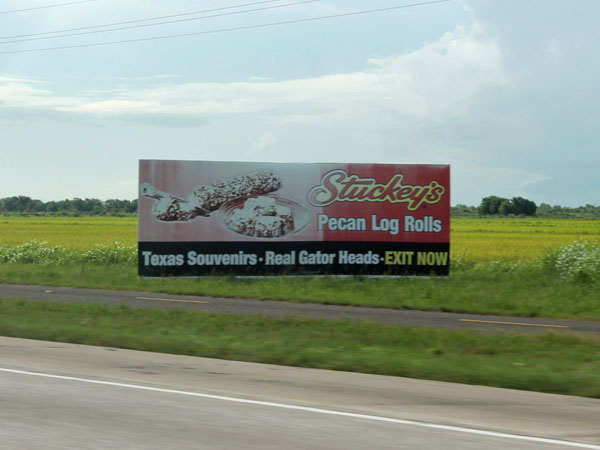 Stuckey's
Pecan Log Rolls
Texas Souvenirs · Real Gator Heads · EXIT NOW